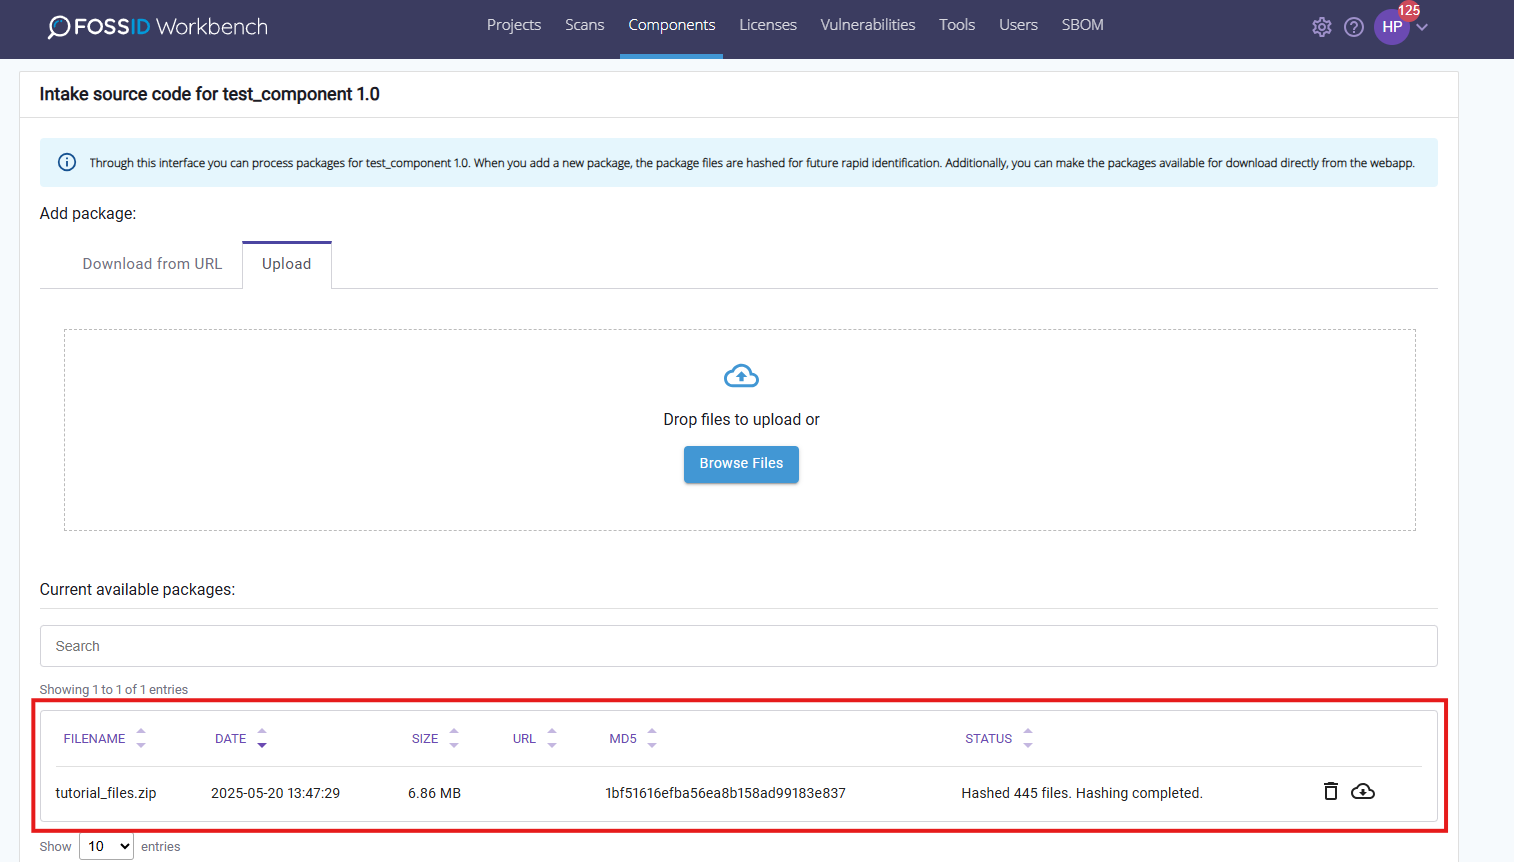 FOSSID Workbench
Projects Scans Components Licenses Vulnerabilities Tools Users SBOM
HP 125
Intake source code for test_component 1.0
Through this interface you can process packages for test_component 1.0. When you add a new package, the package files are hashed for future rapid identification. Additionally, you can make the packages available for download directly from the webapp.
Add package:
Download from URL Upload
Drop files to upload or
Browse Files
Current available packages:
Search
Showing 1 to 1 of 1 entries
FILENAME DATE SIZE URL MD5 STATUS
tutorial_files.zip 2025-05-20 13:47:29 6.86 MB 1bf51616efba56ea8b158ad99183e837 Hashed 445 files. Hashing completed.
Show 10 entries